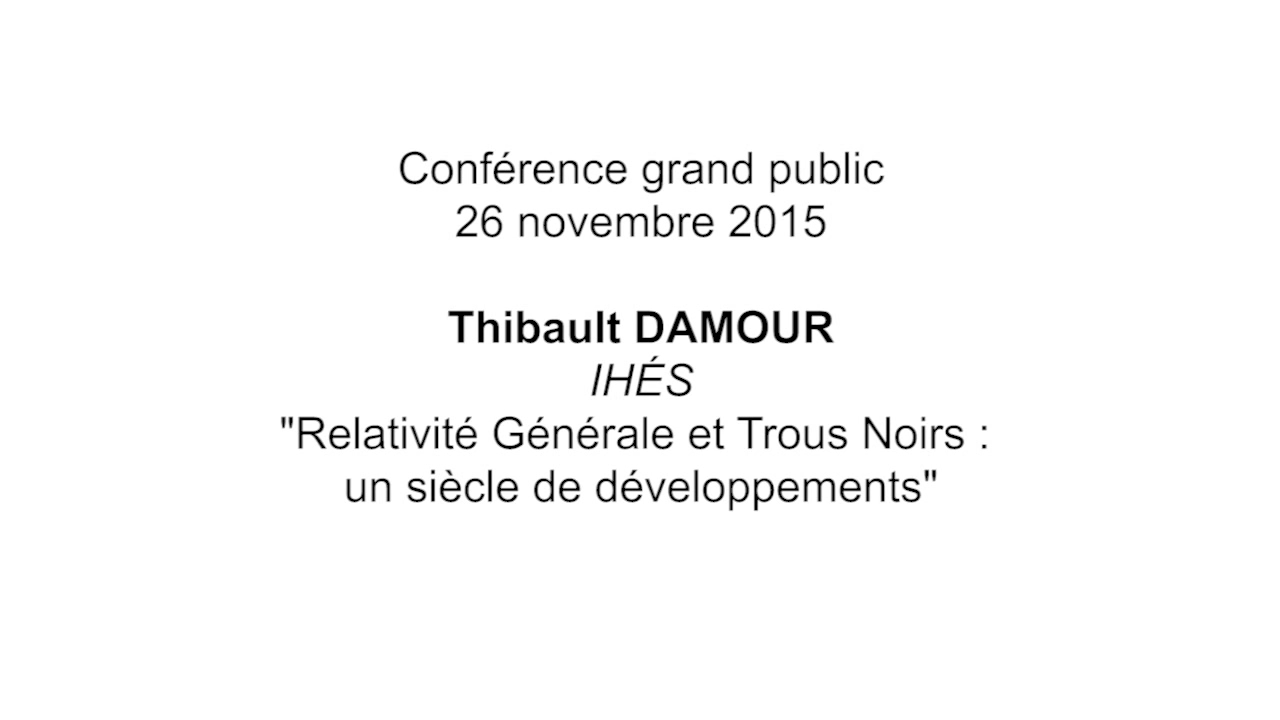 Conférence grand public
26 novembre 2015
Thibault DAMOUR
IHÉS
"Relativité Générale et Trous Noirs :
un siècle de développements"